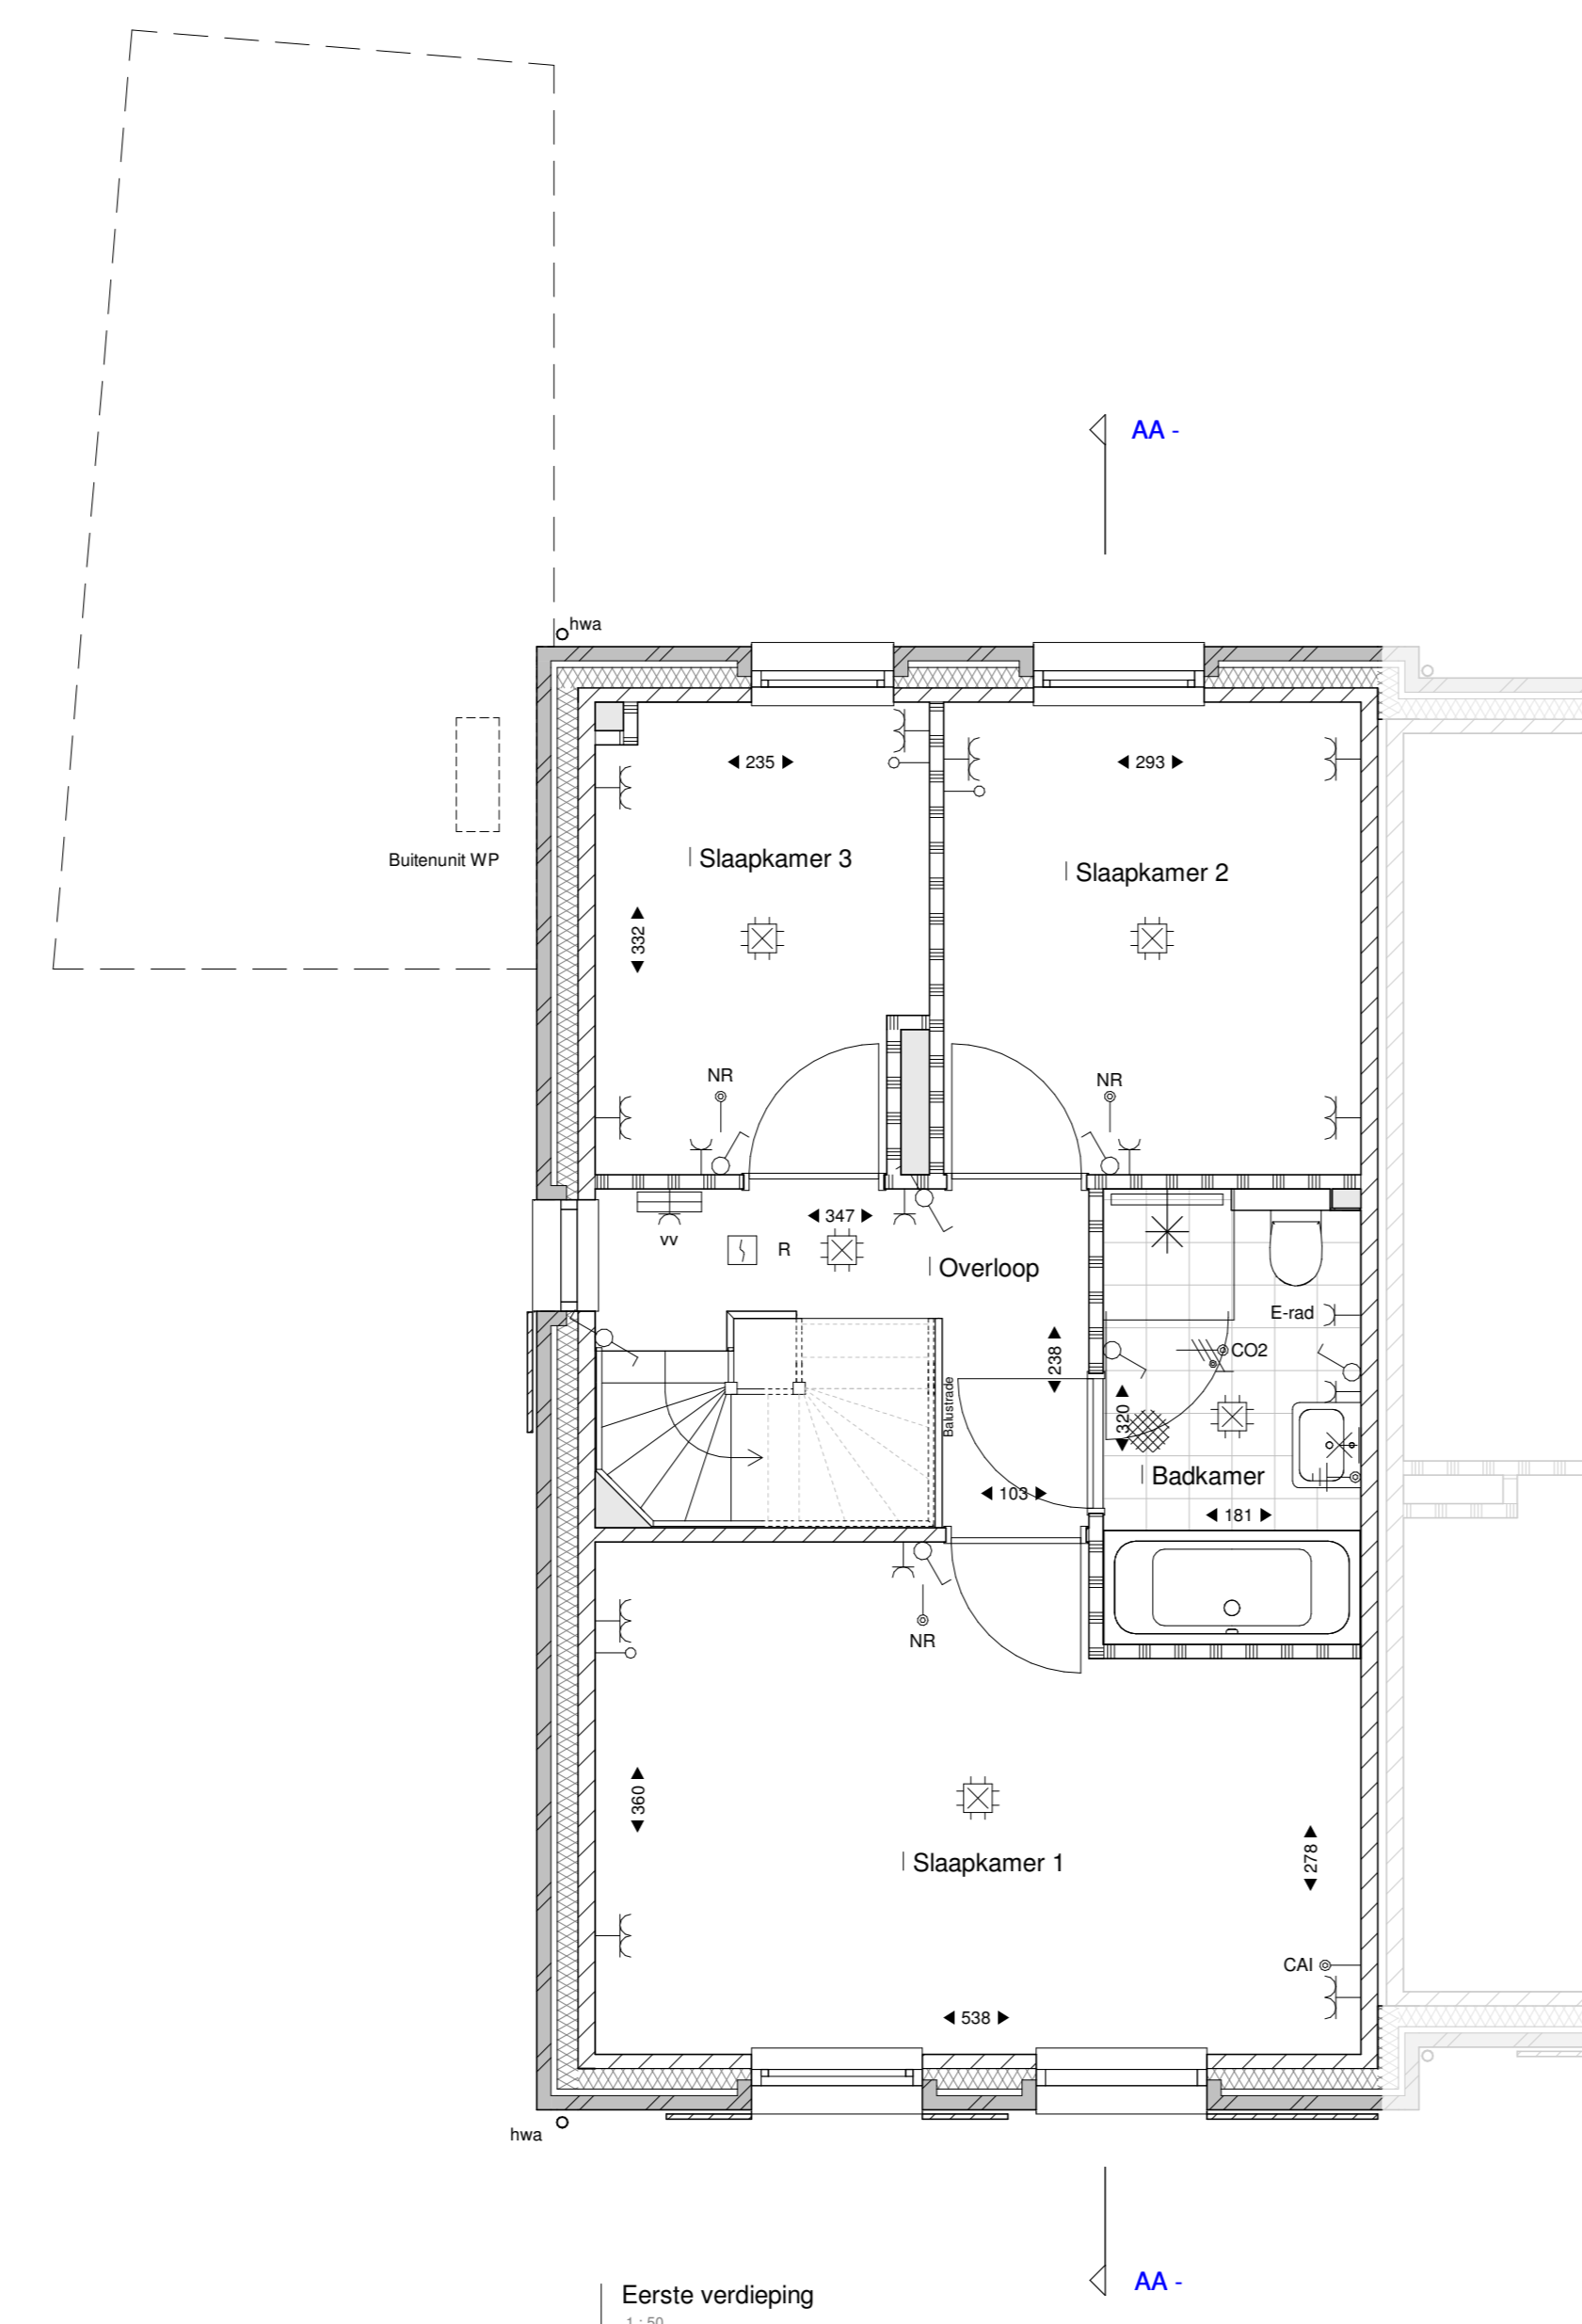 AA -
hwa
235
293
Buitenunit WP
Slaapkamer 3
Slaapkamer 2
332
NR
NR
347
vv
R
Overloop
E-rad
238
CO2
Balustrade
320
Badkamer
103
181
NR
360
Slaapkamer 1
278
CAI
538
hwa
AA -
Eerste verdieping
1 : 50